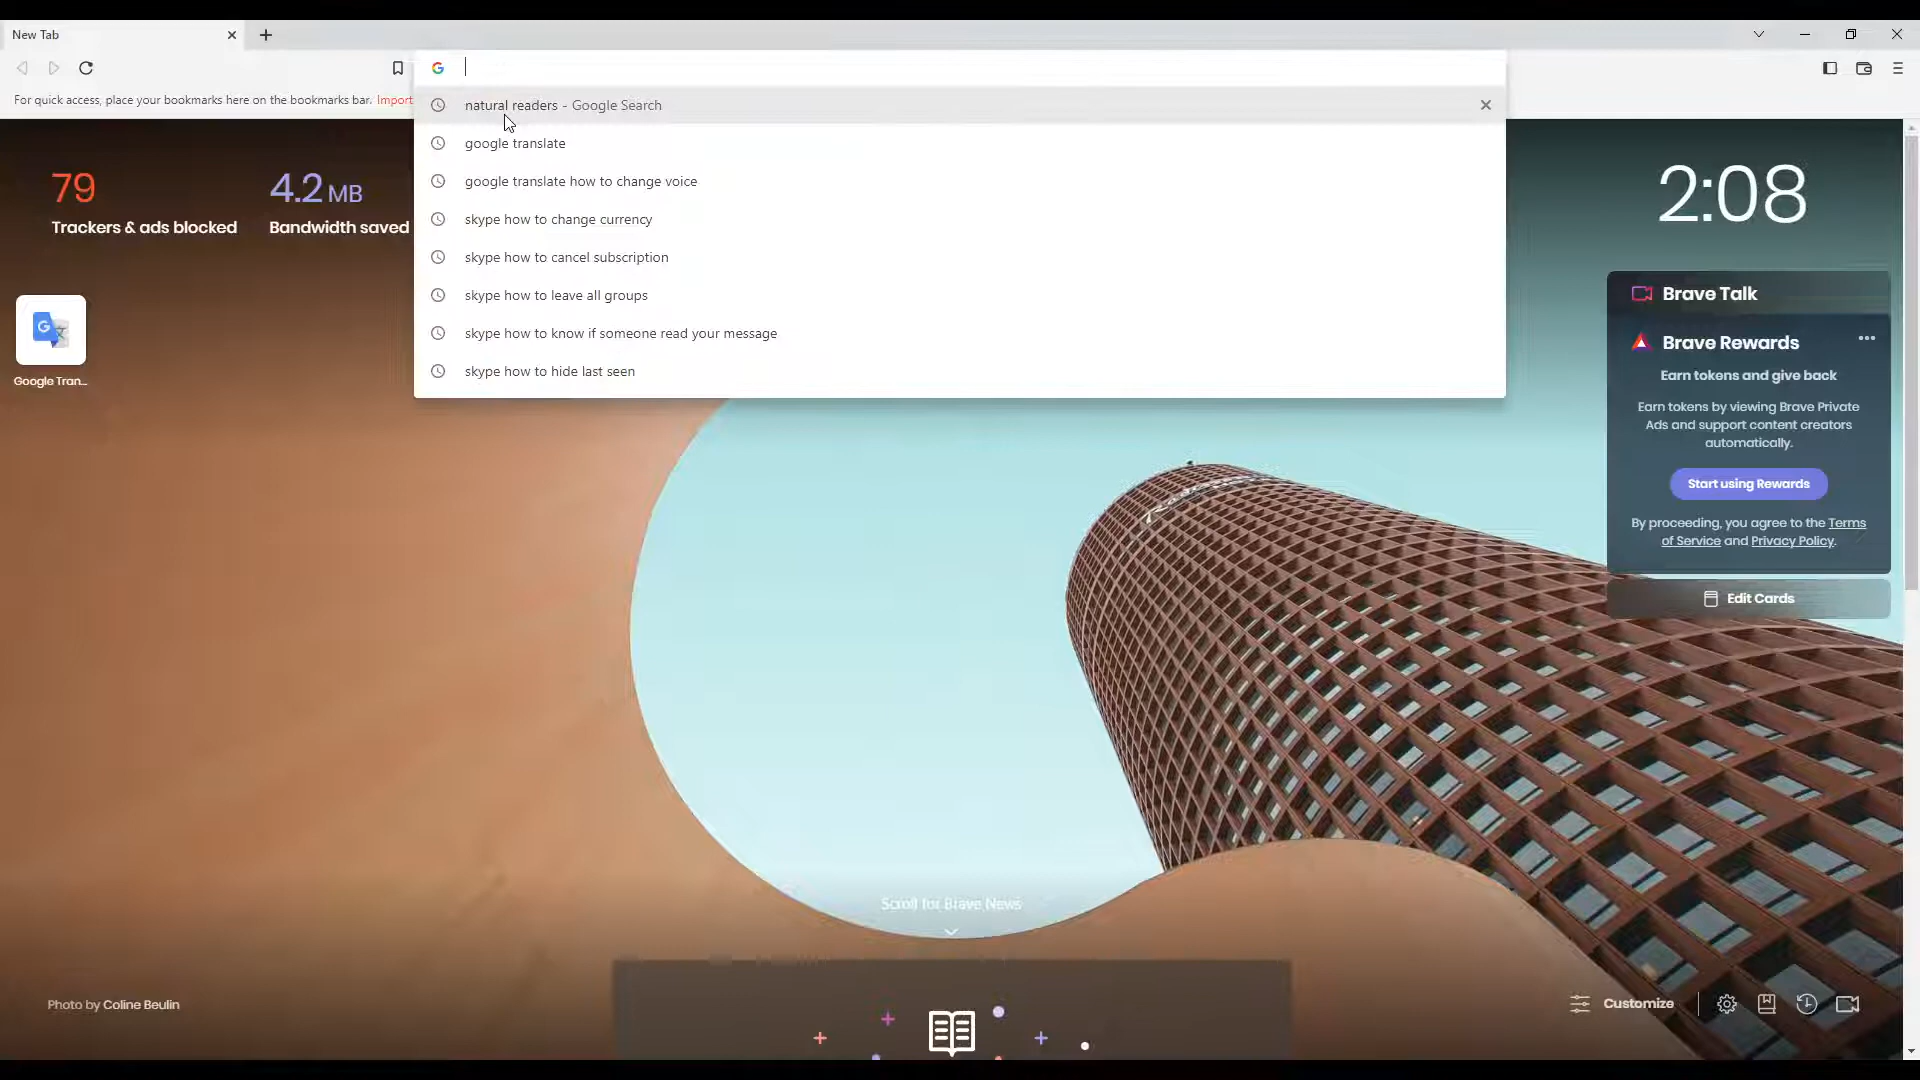 New Tab
For quick access, place your bookmarks here on the bookmarks bar. Import
natural readers - Google Search
google translate
google translate how to change voice
skype how to change currency
skype how to cancel subscription
skype how to leave all groups
skype how to know if someone read your message
skype how to hide last seen
79
Trackers & ads blocked
4.2 MB
Bandwidth saved
2:08
Google Tran...
Brave Talk
Brave Rewards
Earn tokens and give back
Earn tokens by viewing Brave Private
Ads and support content creators
automatically.
Start using Rewards
By proceeding, you agree to the Terms
of Service and Privacy Policy.
Edit Cards
Scroll for Brave News
Photo by Coline Beulin
Customize